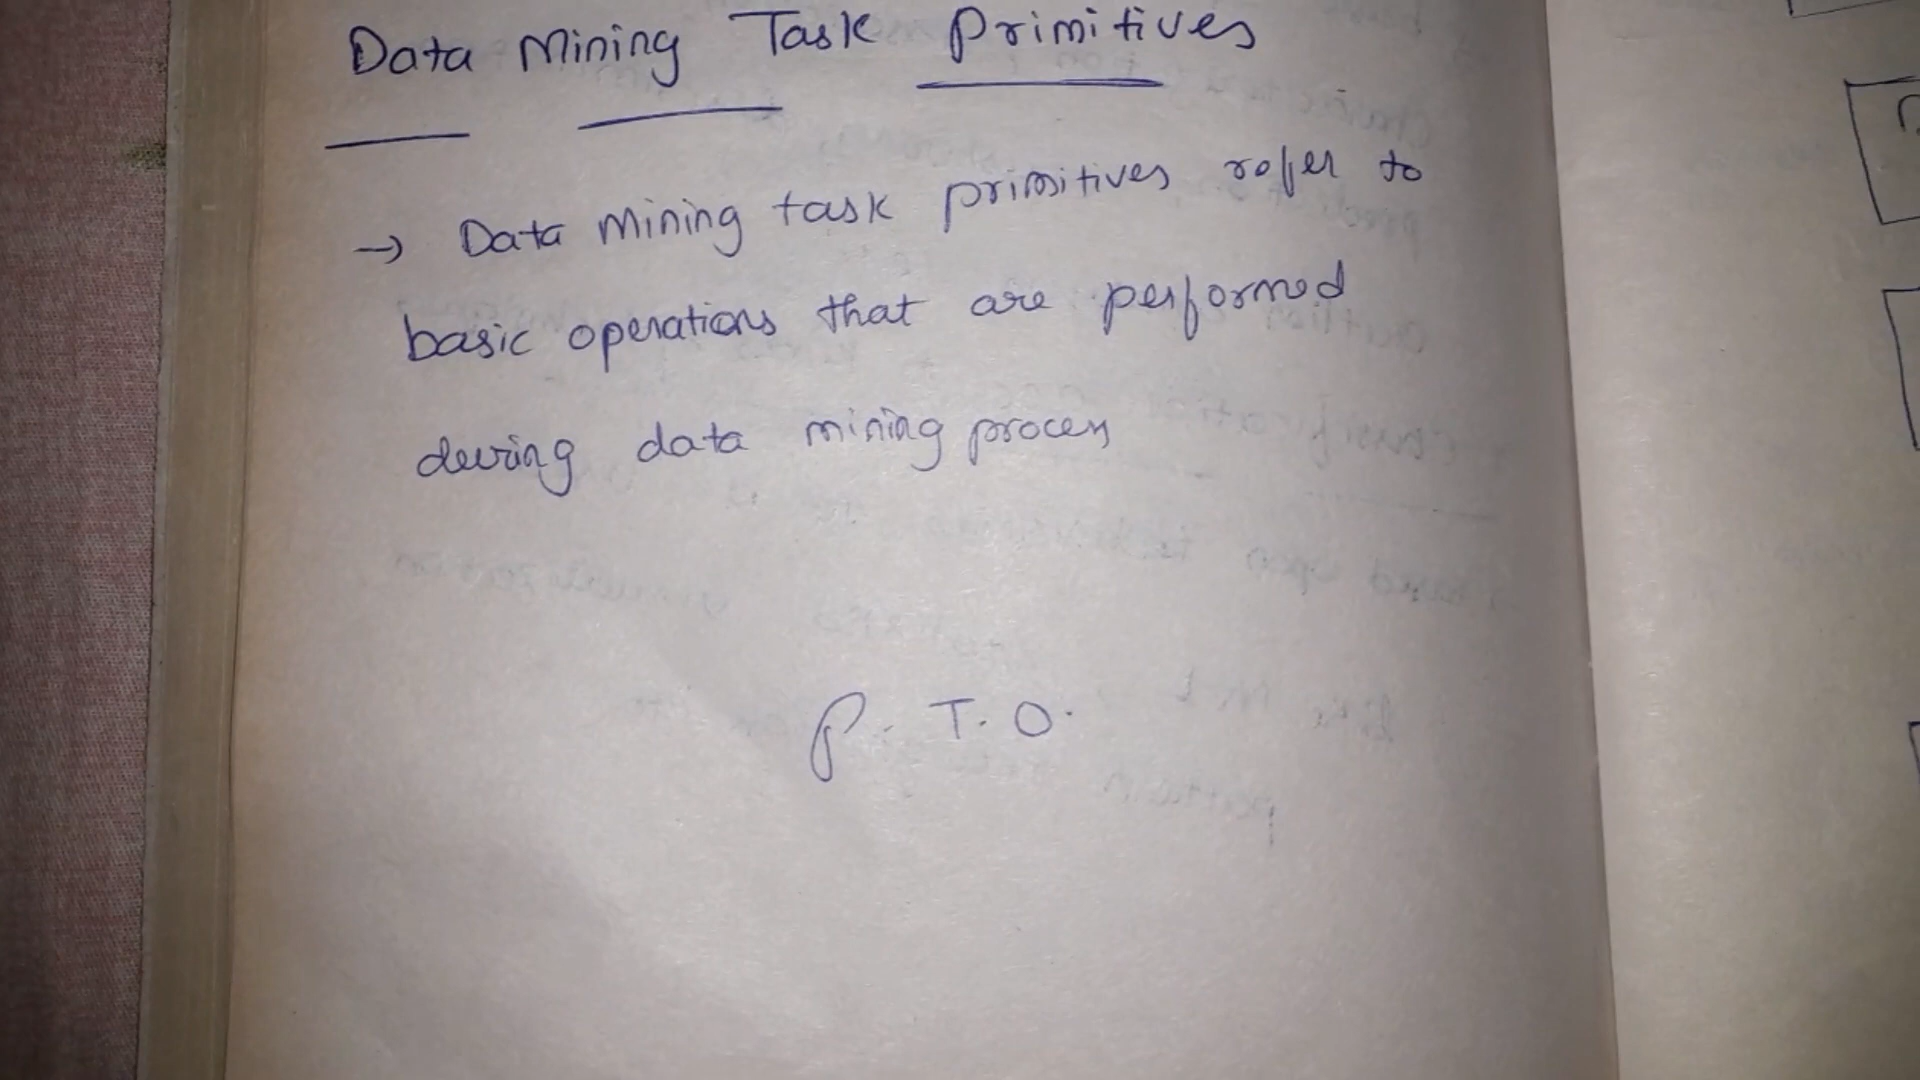 Data Mining Task Primitives
→ Data Mining task primitives refer to
basic operations that are performed
during data mining process
P. T. O.